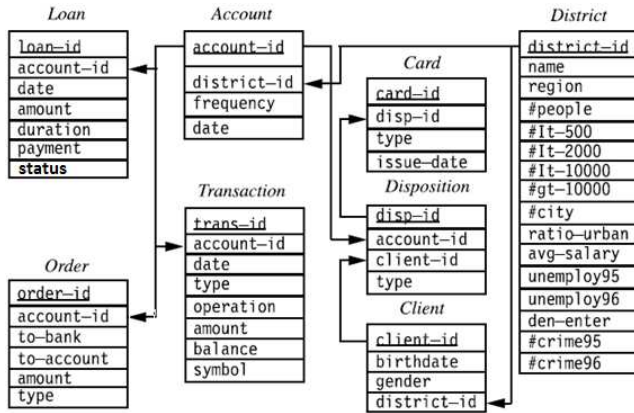 Loan
loan–id
account–id
date
amount
duration
payment
status
Account
account–id
district–id
frequency
date
Card
card–id
disp–id
type
issue–date
District
district–id
name
region
#people
#It–500
#It–2000
#It–10000
#gt–10000
#city
ratio–urban
avg–salary
unemploy95
unemploy96
den–enter
#crime95
#crime96
Transaction
trans–id
account–id
date
type
operation
amount
balance
symbol
Disposition
disp–id
account–id
client–id
type
Order
order–id
account–id
to–bank
to–account
amount
type
Client
client–id
birthdate
gender
district–id